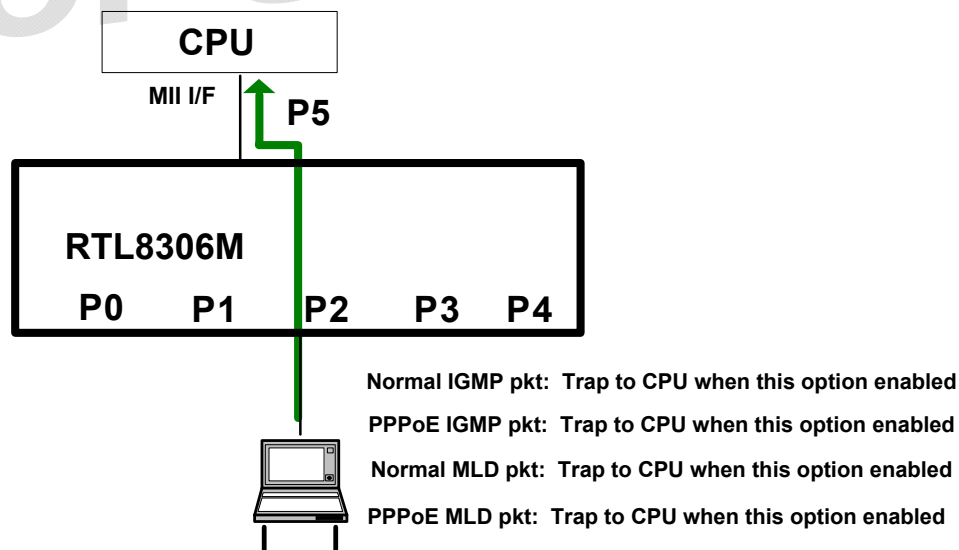 CPU
MII I/F
P5
RTL8306M
P0 P1 P2 P3 P4
Normal IGMP pkt: Trap to CPU when this option enabled
PPPoE IGMP pkt: Trap to CPU when this option enabled
Normal MLD pkt: Trap to CPU when this option enabled
PPPoE MLD pkt: Trap to CPU when this option enabled